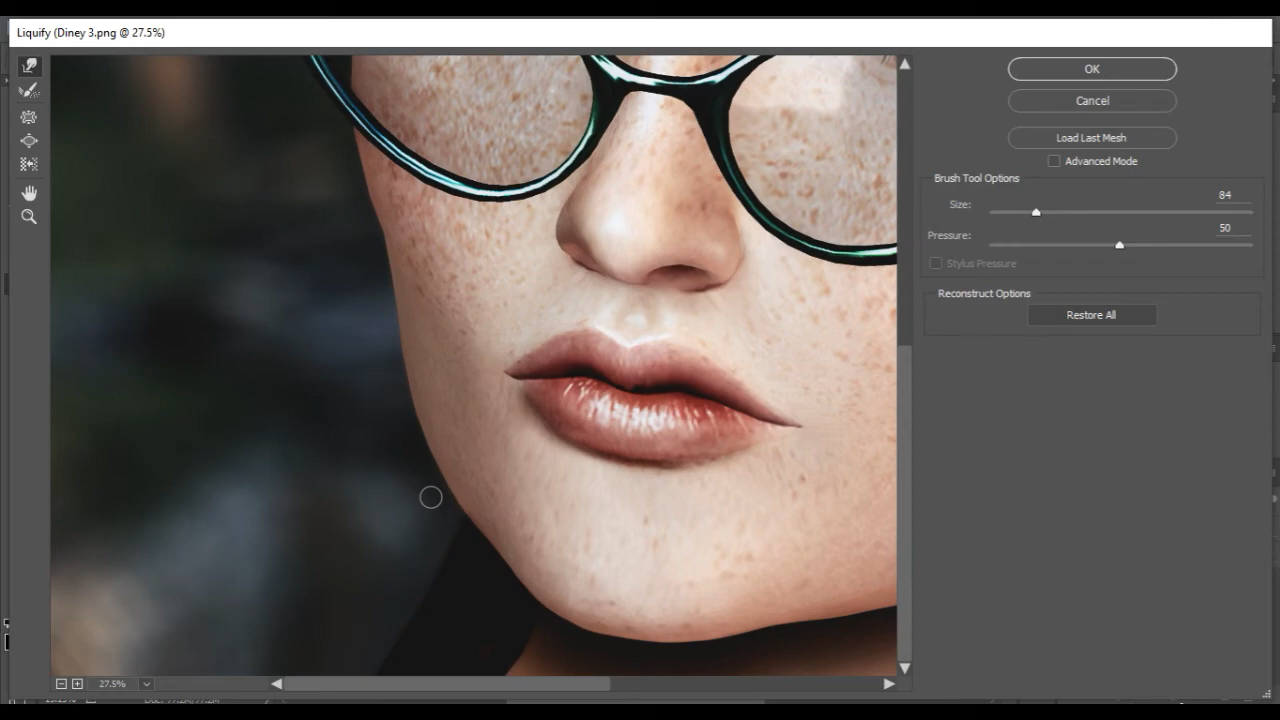 Liquify (Diney 3.png @ 27.5%)
OK
Cancel
Load Last Mesh
Advanced Mode
Brush Tool Options
Size: 84
Pressure: 50
Stylus Pressure
Reconstruct Options
Restore All
27.5%